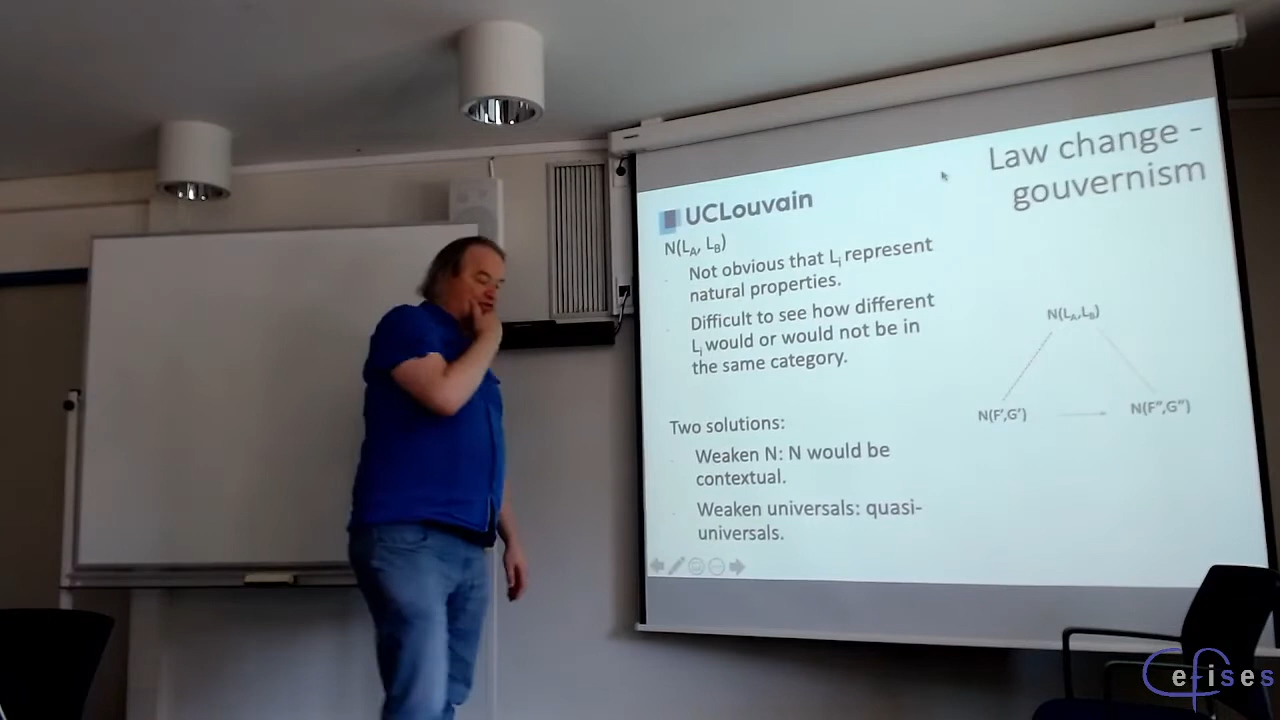 Law change -
gouvernism
UCLouvain
N(L_A, L_B)
Not obvious that L_i represent
natural properties.
Difficult to see how different
L_i would or would not be in
the same category.
Two solutions:
Weaken N: N would be
contextual.
Weaken universals: quasi-
universals.
N(L_A,L_B)
N(F',G')
N(F'',G'')
Cefises